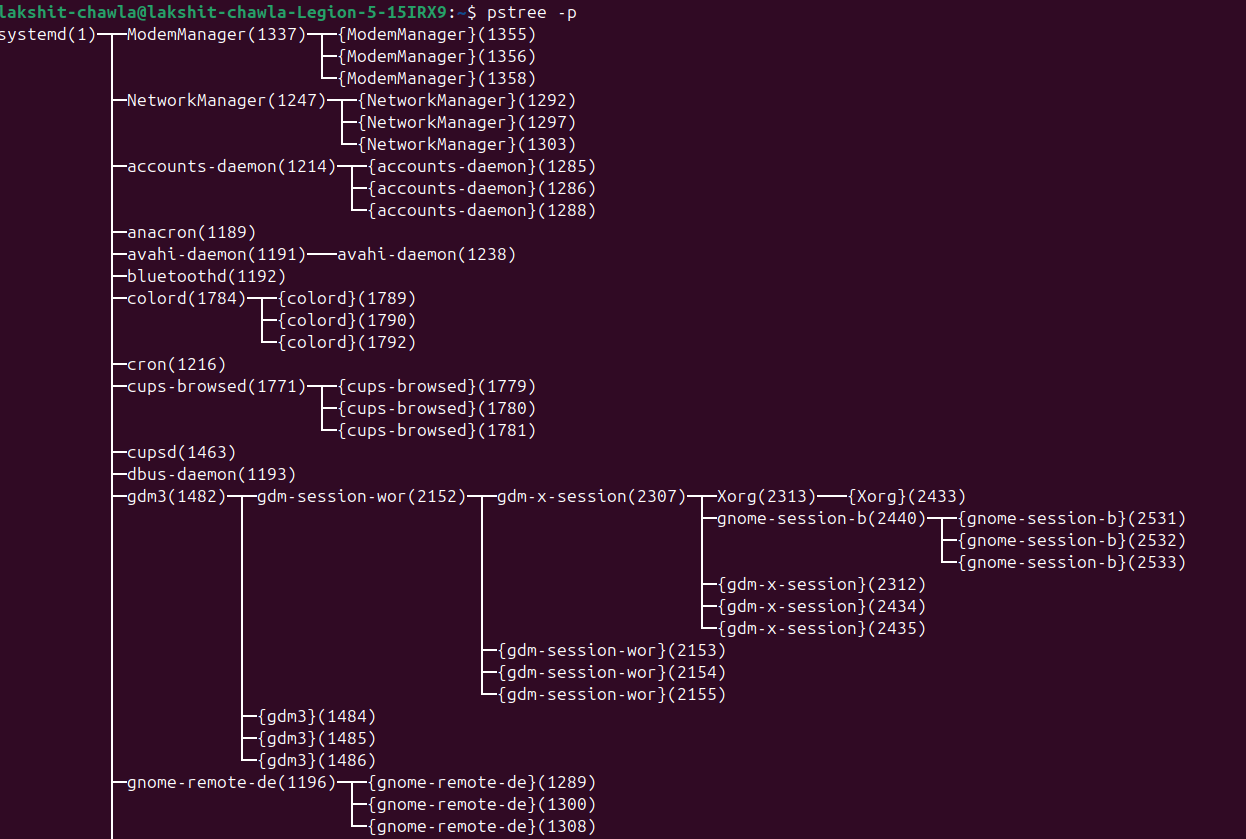 lakshit-chawla@lakshit-chawla-Legion-5-15IRX9:~$ pstree -p
systemd(1)─┬─ModemManager(1337)─┬─{ModemManager}(1355)
           │                    ├─{ModemManager}(1356)
           │                    └─{ModemManager}(1358)
           ├─NetworkManager(1247)─┬─{NetworkManager}(1292)
           │                      ├─{NetworkManager}(1297)
           │                      └─{NetworkManager}(1303)
           ├─accounts-daemon(1214)─┬─{accounts-daemon}(1285)
           │                       ├─{accounts-daemon}(1286)
           │                       └─{accounts-daemon}(1288)
           ├─anacron(1189)
           ├─avahi-daemon(1191)───avahi-daemon(1238)
           ├─bluetoothd(1192)
           ├─colord(1784)─┬─{colord}(1789)
           │              ├─{colord}(1790)
           │              └─{colord}(1792)
           ├─cron(1216)
           ├─cups-browsed(1771)─┬─{cups-browsed}(1779)
           │                    ├─{cups-browsed}(1780)
           │                    └─{cups-browsed}(1781)
           ├─cupsd(1463)
           ├─dbus-daemon(1193)
           ├─gdm3(1482)─┬─gdm-session-wor(2152)─┬─gdm-x-session(2307)─┬─Xorg(2313)───{Xorg}(2433)
           │            │                       │                     ├─gnome-session-b(2440)─┬─{gnome-session-b}(2531)
           │            │                       │                     │                       ├─{gnome-session-b}(2532)
           │            │                       │                     │                       └─{gnome-session-b}(2533)
           │            │                       │                     ├─{gdm-x-session}(2312)
           │            │                       │                     ├─{gdm-x-session}(2434)
           │            │                       │                     └─{gdm-x-session}(2435)
           │            │                       ├─{gdm-session-wor}(2153)
           │            │                       ├─{gdm-session-wor}(2154)
           │            │                       └─{gdm-session-wor}(2155)
           │            ├─{gdm3}(1484)
           │            ├─{gdm3}(1485)
           │            └─{gdm3}(1486)
           ├─gnome-remote-de(1196)─┬─{gnome-remote-de}(1289)
           │                       ├─{gnome-remote-de}(1300)
           │                       └─{gnome-remote-de}(1308)